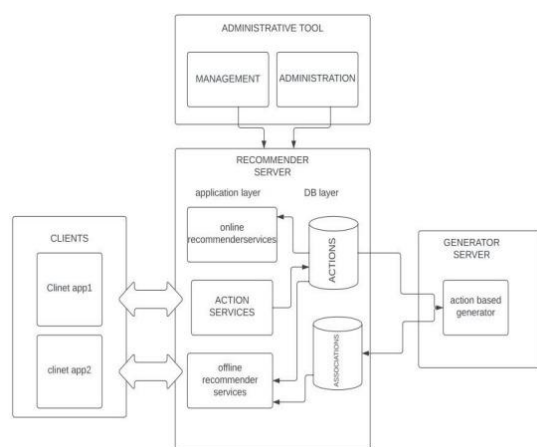 ADMINISTRATIVE TOOL
MANAGEMENT
ADMINISTRATION
RECOMMENDER
SERVER
application layer
DB layer
online
recommenderservices
ACTIONS
ACTION
SERVICES
offline
recommender
services
ASSOCIATIONS
CLIENTS
Clinet app1
clinet app2
GENERATOR
SERVER
action based
generator